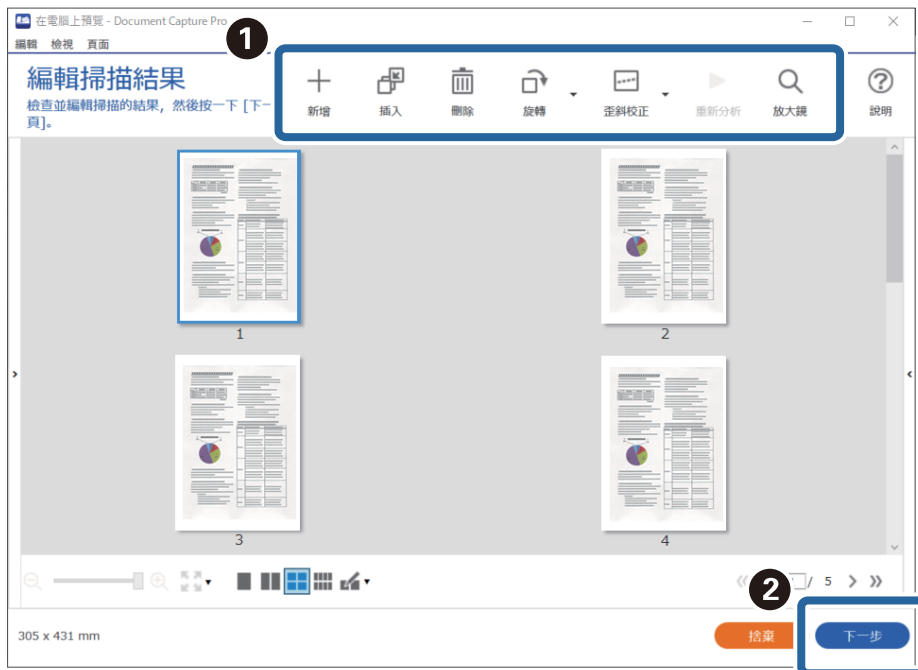 在電腦上預覽 - Document Capture Pro
編輯 檢視 頁面
1
編輯掃描結果
檢查並編輯掃描的結果，然後按一下 [下一
頁]。
新增 插入 刪除 旋轉 歪斜校正 重新分析 放大鏡 說明
1 2
3 4
/ 5
2
305 x 431 mm
捨棄 下一步